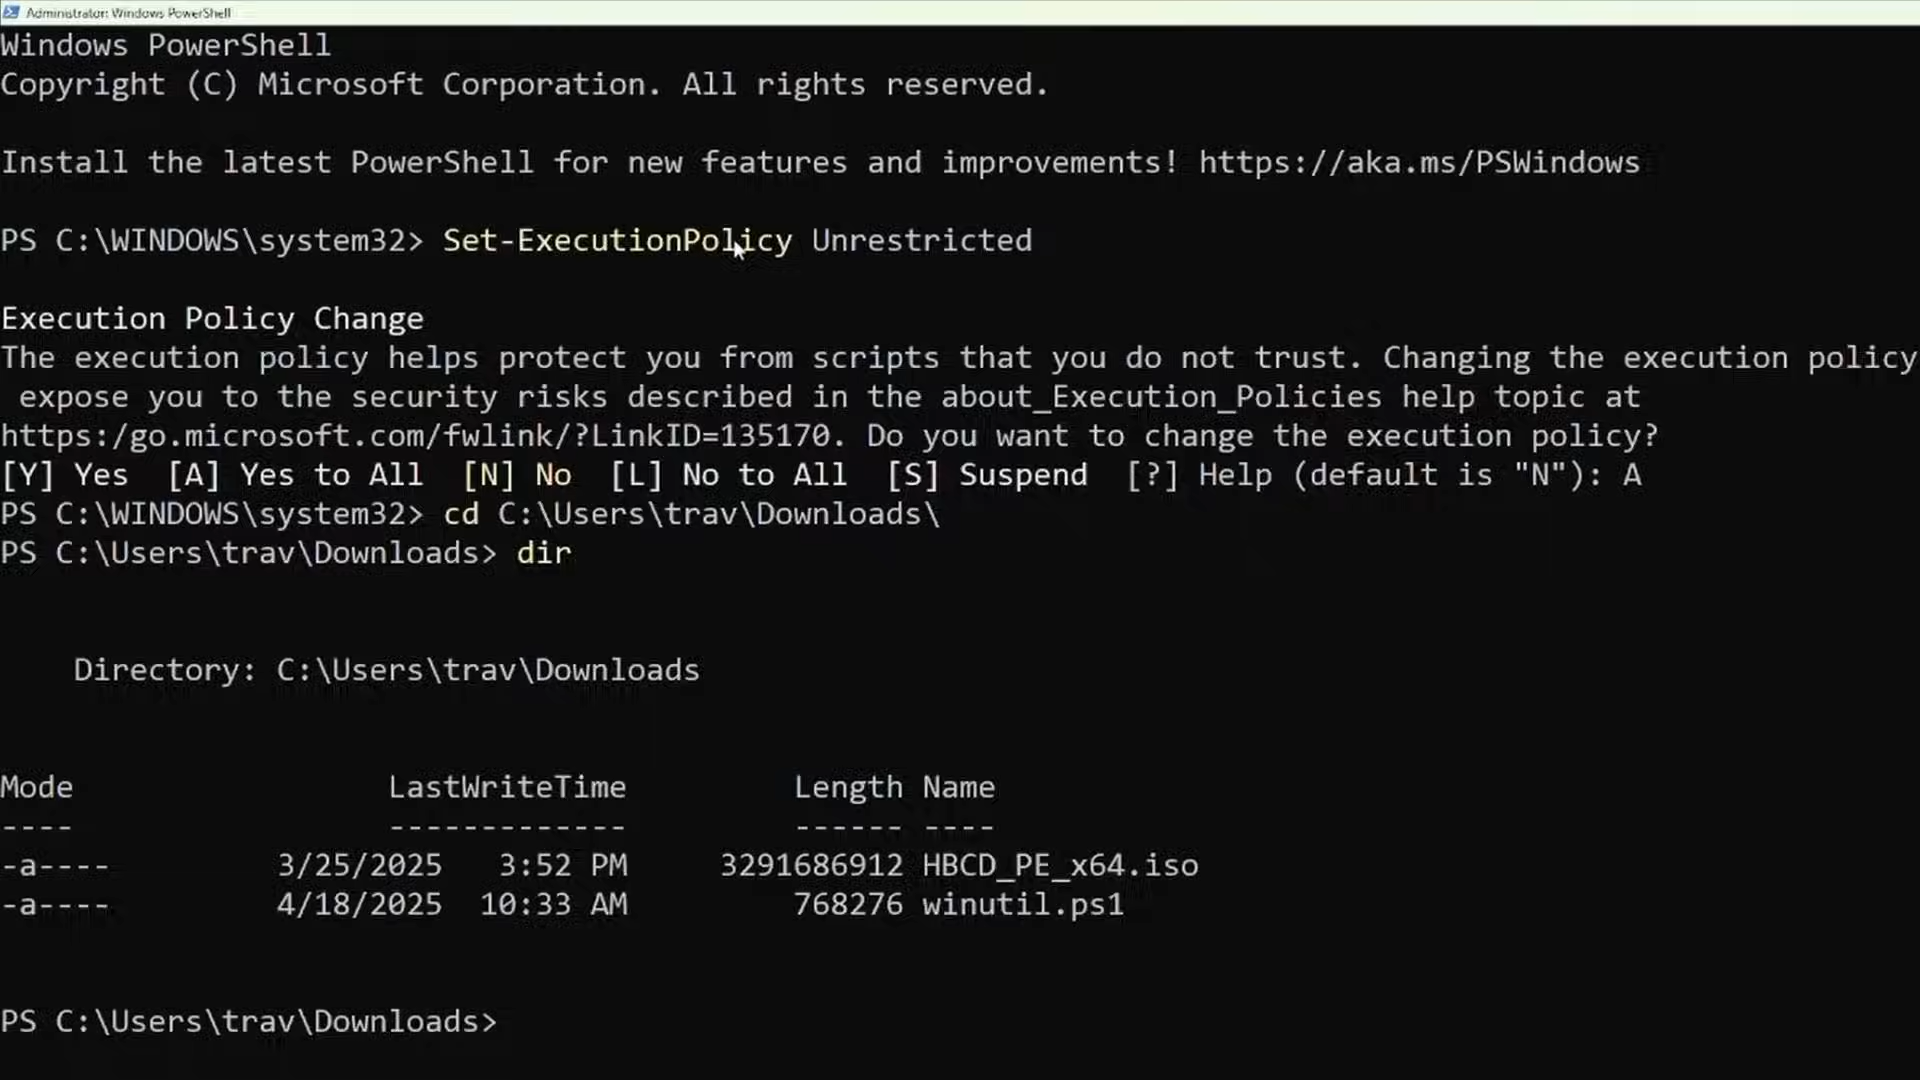 Administrator: Windows PowerShell
Windows PowerShell
Copyright (C) Microsoft Corporation. All rights reserved.
Install the latest PowerShell for new features and improvements! https://aka.ms/PSWindows
PS C:\WINDOWS\system32> Set-ExecutionPolicy Unrestricted
Execution Policy Change
The execution policy helps protect you from scripts that you do not trust. Changing the execution policy
expose you to the security risks described in the about_Execution_Policies help topic at
https:/go.microsoft.com/fwlink/?LinkID=135170. Do you want to change the execution policy?
[Y] Yes  [A] Yes to All  [N] No  [L] No to All  [S] Suspend  [?] Help (default is "N"): A
PS C:\WINDOWS\system32> cd C:\Users\trav\Downloads\
PS C:\Users\trav\Downloads> dir
Directory: C:\Users\trav\Downloads
Mode                 LastWriteTime         Length Name
----                 -------------         ------ ----
-a----         3/25/2025   3:52 PM     3291686912 HBCD_PE_x64.iso
-a----         4/18/2025  10:33 AM         768276 winutil.ps1
PS C:\Users\trav\Downloads>